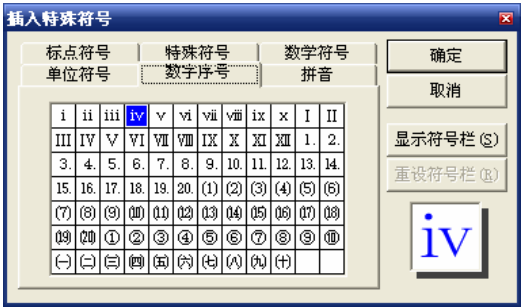 插入特殊符号
标点符号 特殊符号 数学符号
单位符号 数字序号 拼音
确定
取消
显示符号栏(S)
重设符号栏(R)
i ii iii iv v vi vii viii ix x I II
III IV V VI VII VIII IX X XI XII 1. 2.
3. 4. 5. 6. 7. 8. 9. 10. 11. 12. 13. 14.
15. 16. 17. 18. 19. 20. (1) (2) (3) (4) (5) (6)
(7) (8) (9) (10) (11) (12) (13) (14) (15) (16) (17) (18)
(19) (20) ① ② ③ ④ ⑤ ⑥ ⑦ ⑧ ⑨ ⑩
(一) (二) (三) (四) (五) (六) (七) (八) (九) (十)
iv